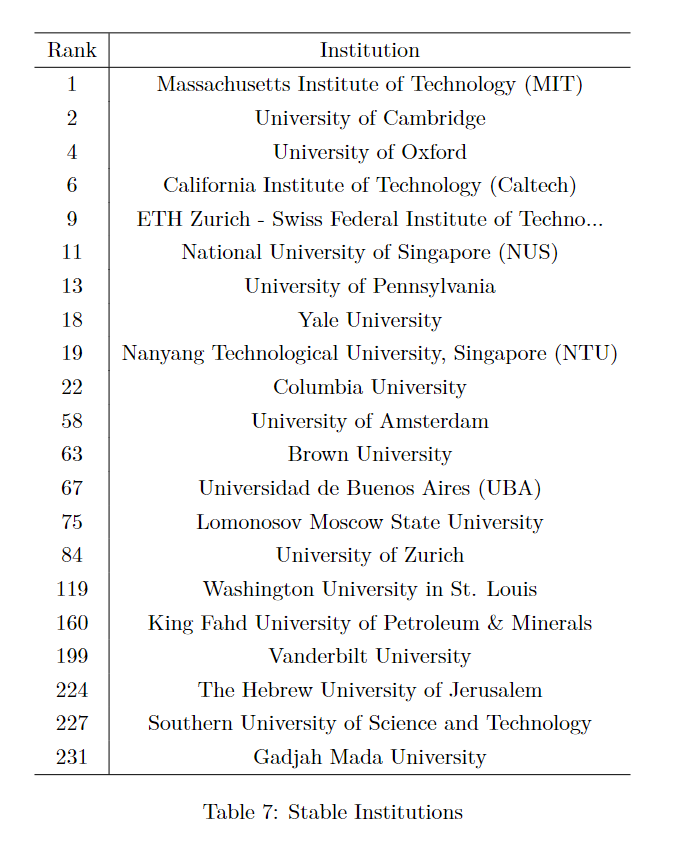 Rank Institution
1 Massachusetts Institute of Technology (MIT)
2 University of Cambridge
4 University of Oxford
6 California Institute of Technology (Caltech)
9 ETH Zurich - Swiss Federal Institute of Techno...
11 National University of Singapore (NUS)
13 University of Pennsylvania
18 Yale University
19 Nanyang Technological University, Singapore (NTU)
22 Columbia University
58 University of Amsterdam
63 Brown University
67 Universidad de Buenos Aires (UBA)
75 Lomonosov Moscow State University
84 University of Zurich
119 Washington University in St. Louis
160 King Fahd University of Petroleum & Minerals
199 Vanderbilt University
224 The Hebrew University of Jerusalem
227 Southern University of Science and Technology
231 Gadjah Mada University
Table 7: Stable Institutions